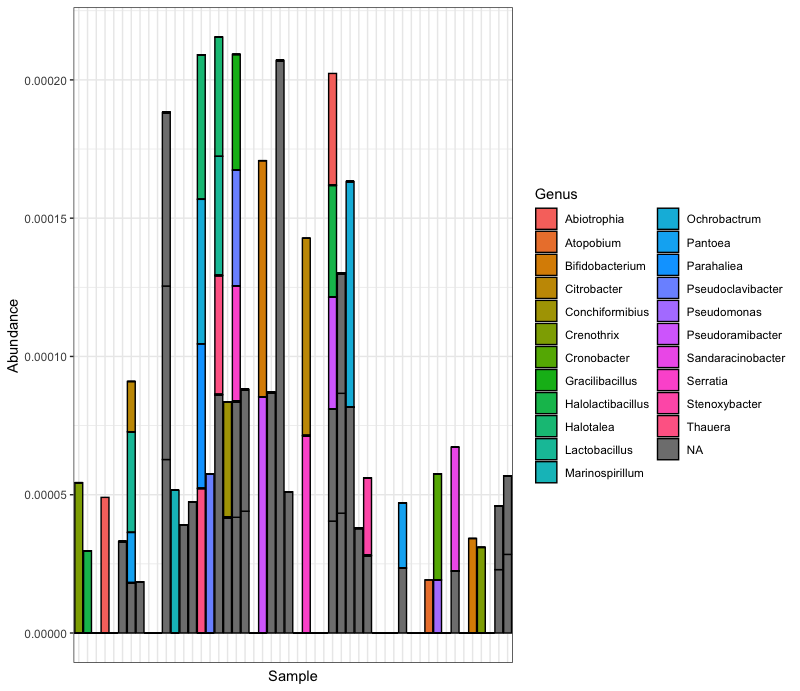 0.00020
0.00015
0.00010
0.00005
0.00000
Abundance
Sample
Genus
Abiotrophia
Atopobium
Bifidobacterium
Citrobacter
Conchiformibius
Crenothrix
Cronobacter
Gracilibacillus
Halolactibacillus
Halotalea
Lactobacillus
Marinospirillum
Ochrobactrum
Pantoea
Parahaliea
Pseudoclavibacter
Pseudomonas
Pseudoramibacter
Sandaracinobacter
Serratia
Stenoxybacter
Thauera
NA